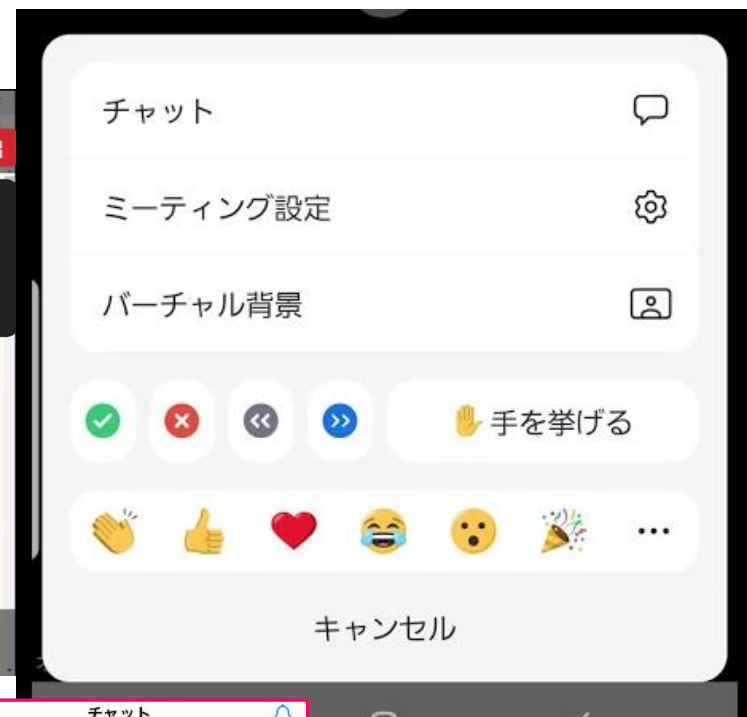 チャット
ミーティング設定
バーチャル背景
✋手を挙げる
キャンセル
チャット